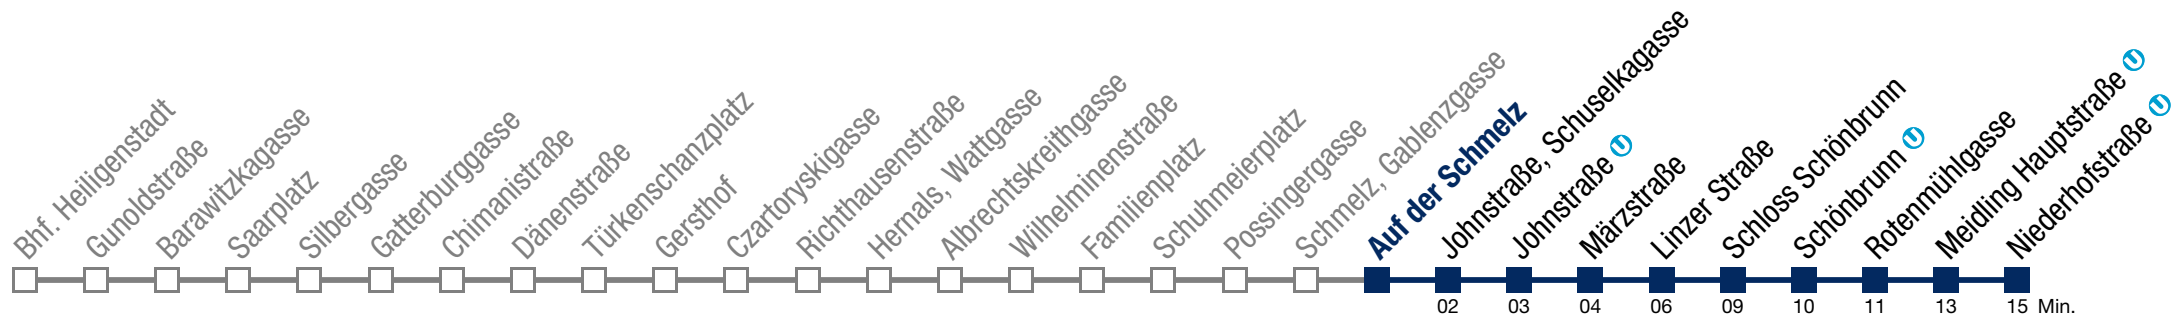 Bhf. Heiligenstadt
Gunoldstraße
Barawitzkagasse
Saarplatz
Silbergasse
Gatterburggasse
Chimanistraße
Dänenstraße
Türkenschanzplatz
Gersthof
Czartoryskigasse
Richthausenstraße
Hernals, Wattgasse
Albrechtskreithgasse
Wilhelminenstraße
Familienplatz
Schuhmeierplatz
Possingergasse
Schmelz, Gablenzgasse
Auf der Schmelz
Johnstraße, Schuselkagasse
Johnstraße U
Märzstraße
Linzer Straße
Schloss Schönbrunn
Schönbrunn U
Rotenmühlgasse
Meidling Hauptstraße U
Niederhofstraße U
02 03 04 06 09 10 11 13 15 Min.